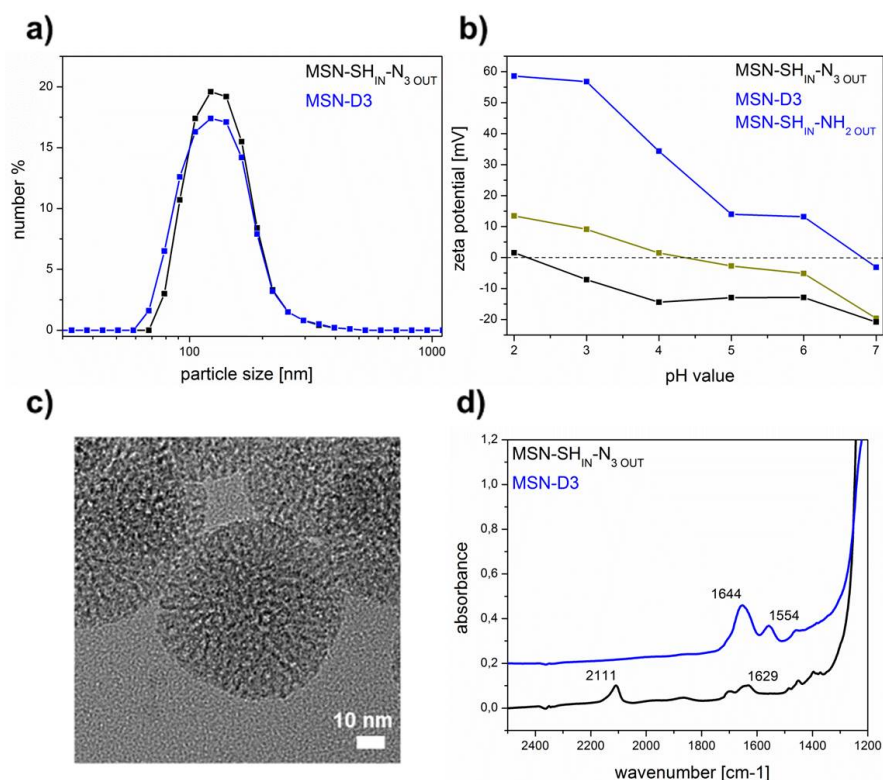 a)
MSN-SH_IN-N_3 OUT
MSN-D3
number %
20
15
10
5
0
100
1000
particle size [nm]
b)
MSN-SH_IN-N_3 OUT
MSN-D3
MSN-SH_IN-NH_2 OUT
zeta potential [mV]
60
50
40
30
20
10
0
-10
-20
2 3 4 5 6 7
pH value
c)
10 nm
d)
MSN-SH_IN-N_3 OUT
MSN-D3
absorbance
1,2
1,0
0,8
0,6
0,4
0,2
0,0
1644
1554
2111
1629
2400 2200 2000 1800 1600 1400 1200
wavenumber [cm-1]